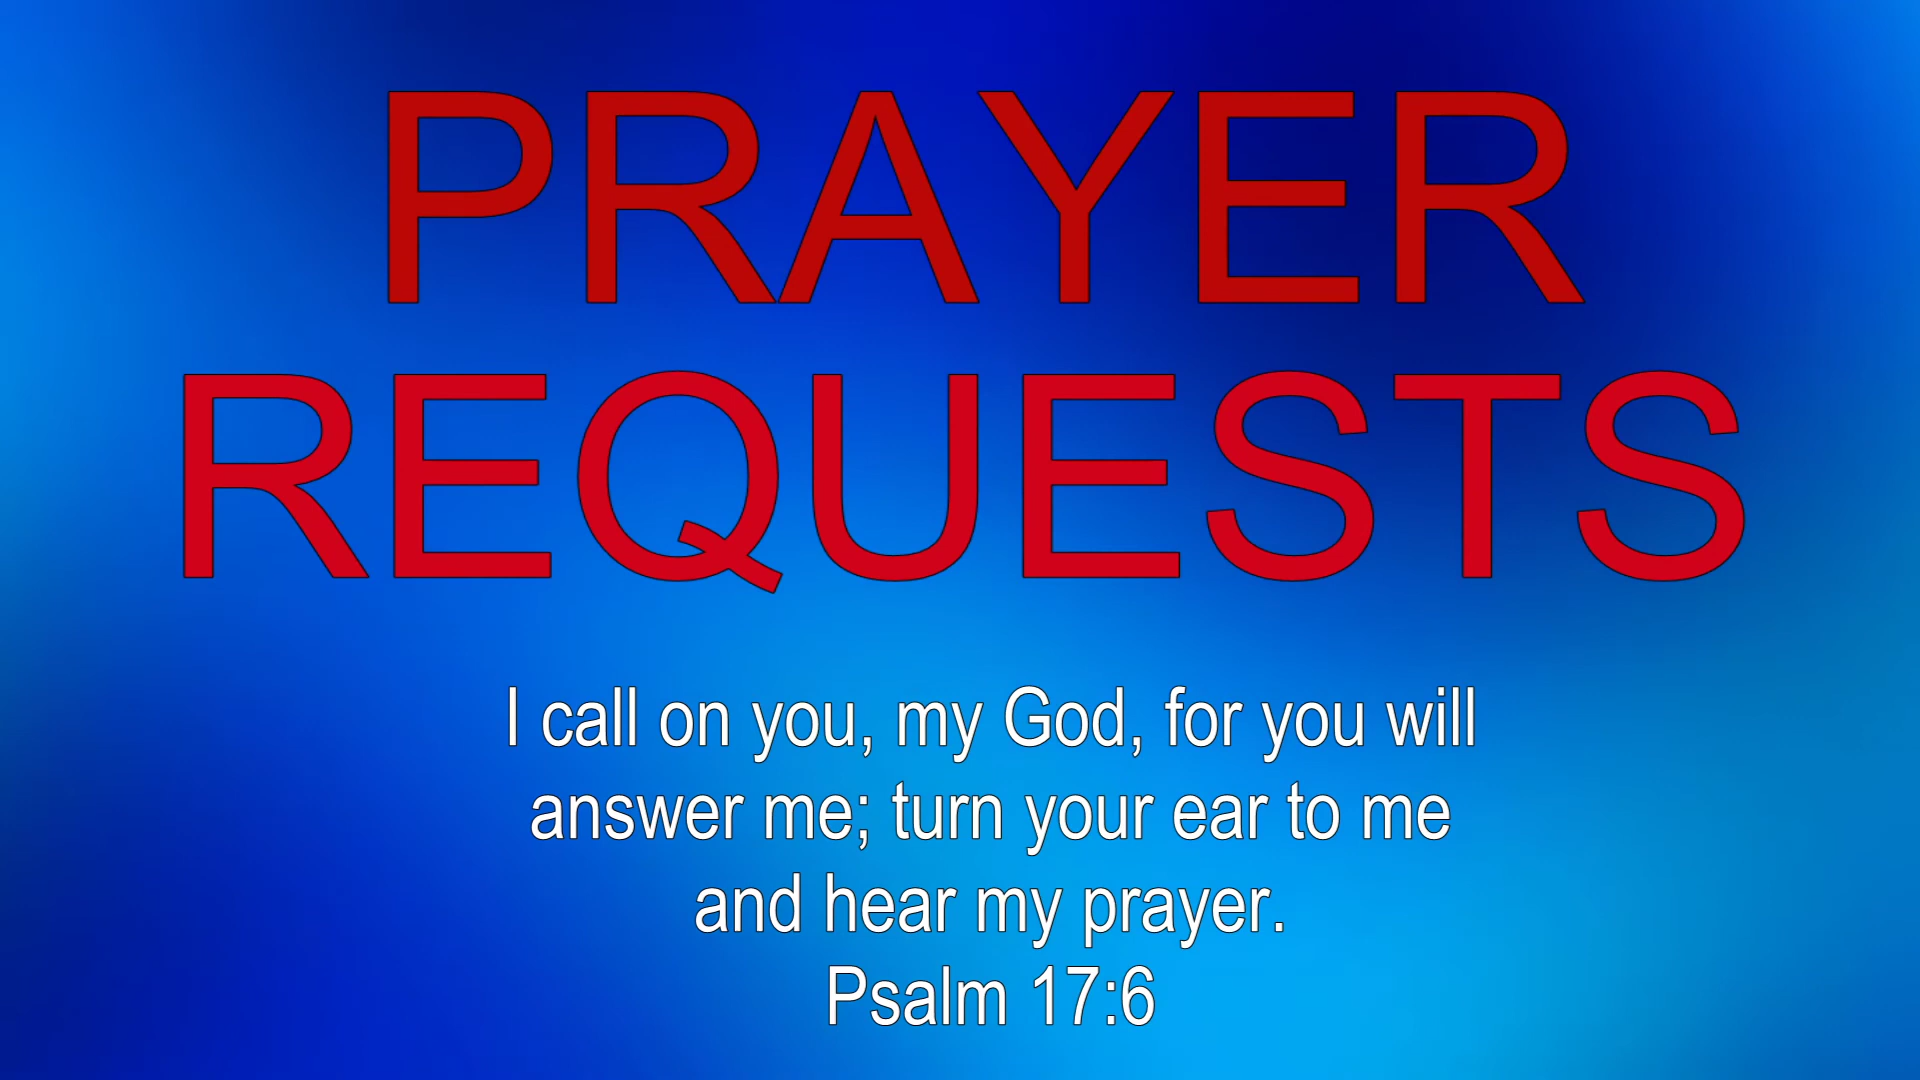 PRAYER
REQUESTS
I call on you, my God, for you will
answer me; turn your ear to me
and hear my prayer.
Psalm 17:6